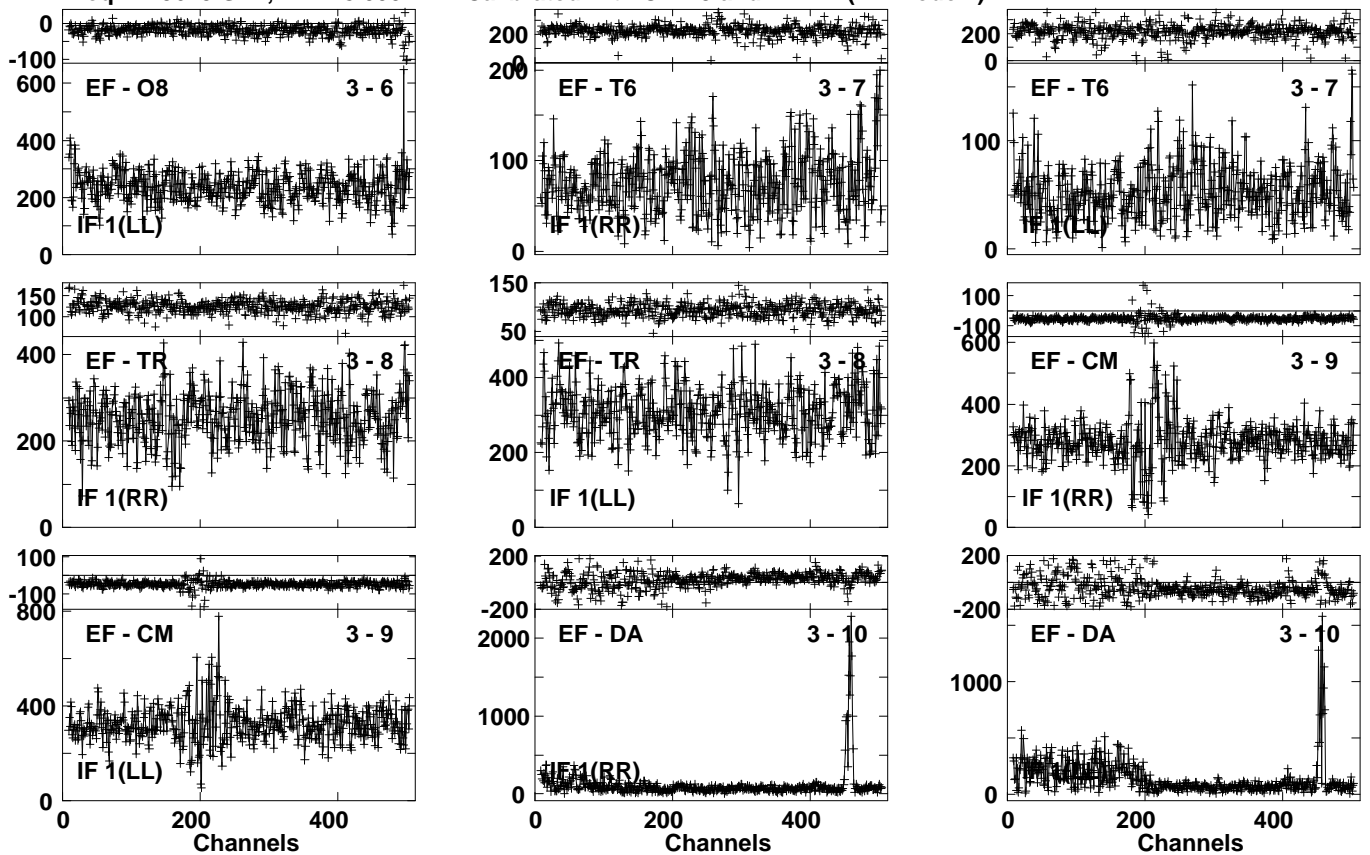 0
-100
200
0
200
0
600
EF - O8 3 - 6
400
200
IF 1(LL)
0
200
EF - T6 3 - 7
100
IF 1(RR)
0
EF - T6 3 - 7
100
IF 1(LL)
0
150
100
150
50
100
-100
400
EF - TR 3 - 8
200
IF 1(RR)
0
EF - TR 3 - 8
400
200
IF 1(LL)
0
600
EF - CM 3 - 9
400
200
IF 1(RR)
0
100
-100
200
-200
200
-200
800
EF - CM 3 - 9
400
IF 1(LL)
0
EF - DA 3 - 10
2000
1000
IF 1(RR)
0
EF - DA 3 - 10
1000
0
0 200 400
0 200 400
0 200 400
Channels
Channels
Channels